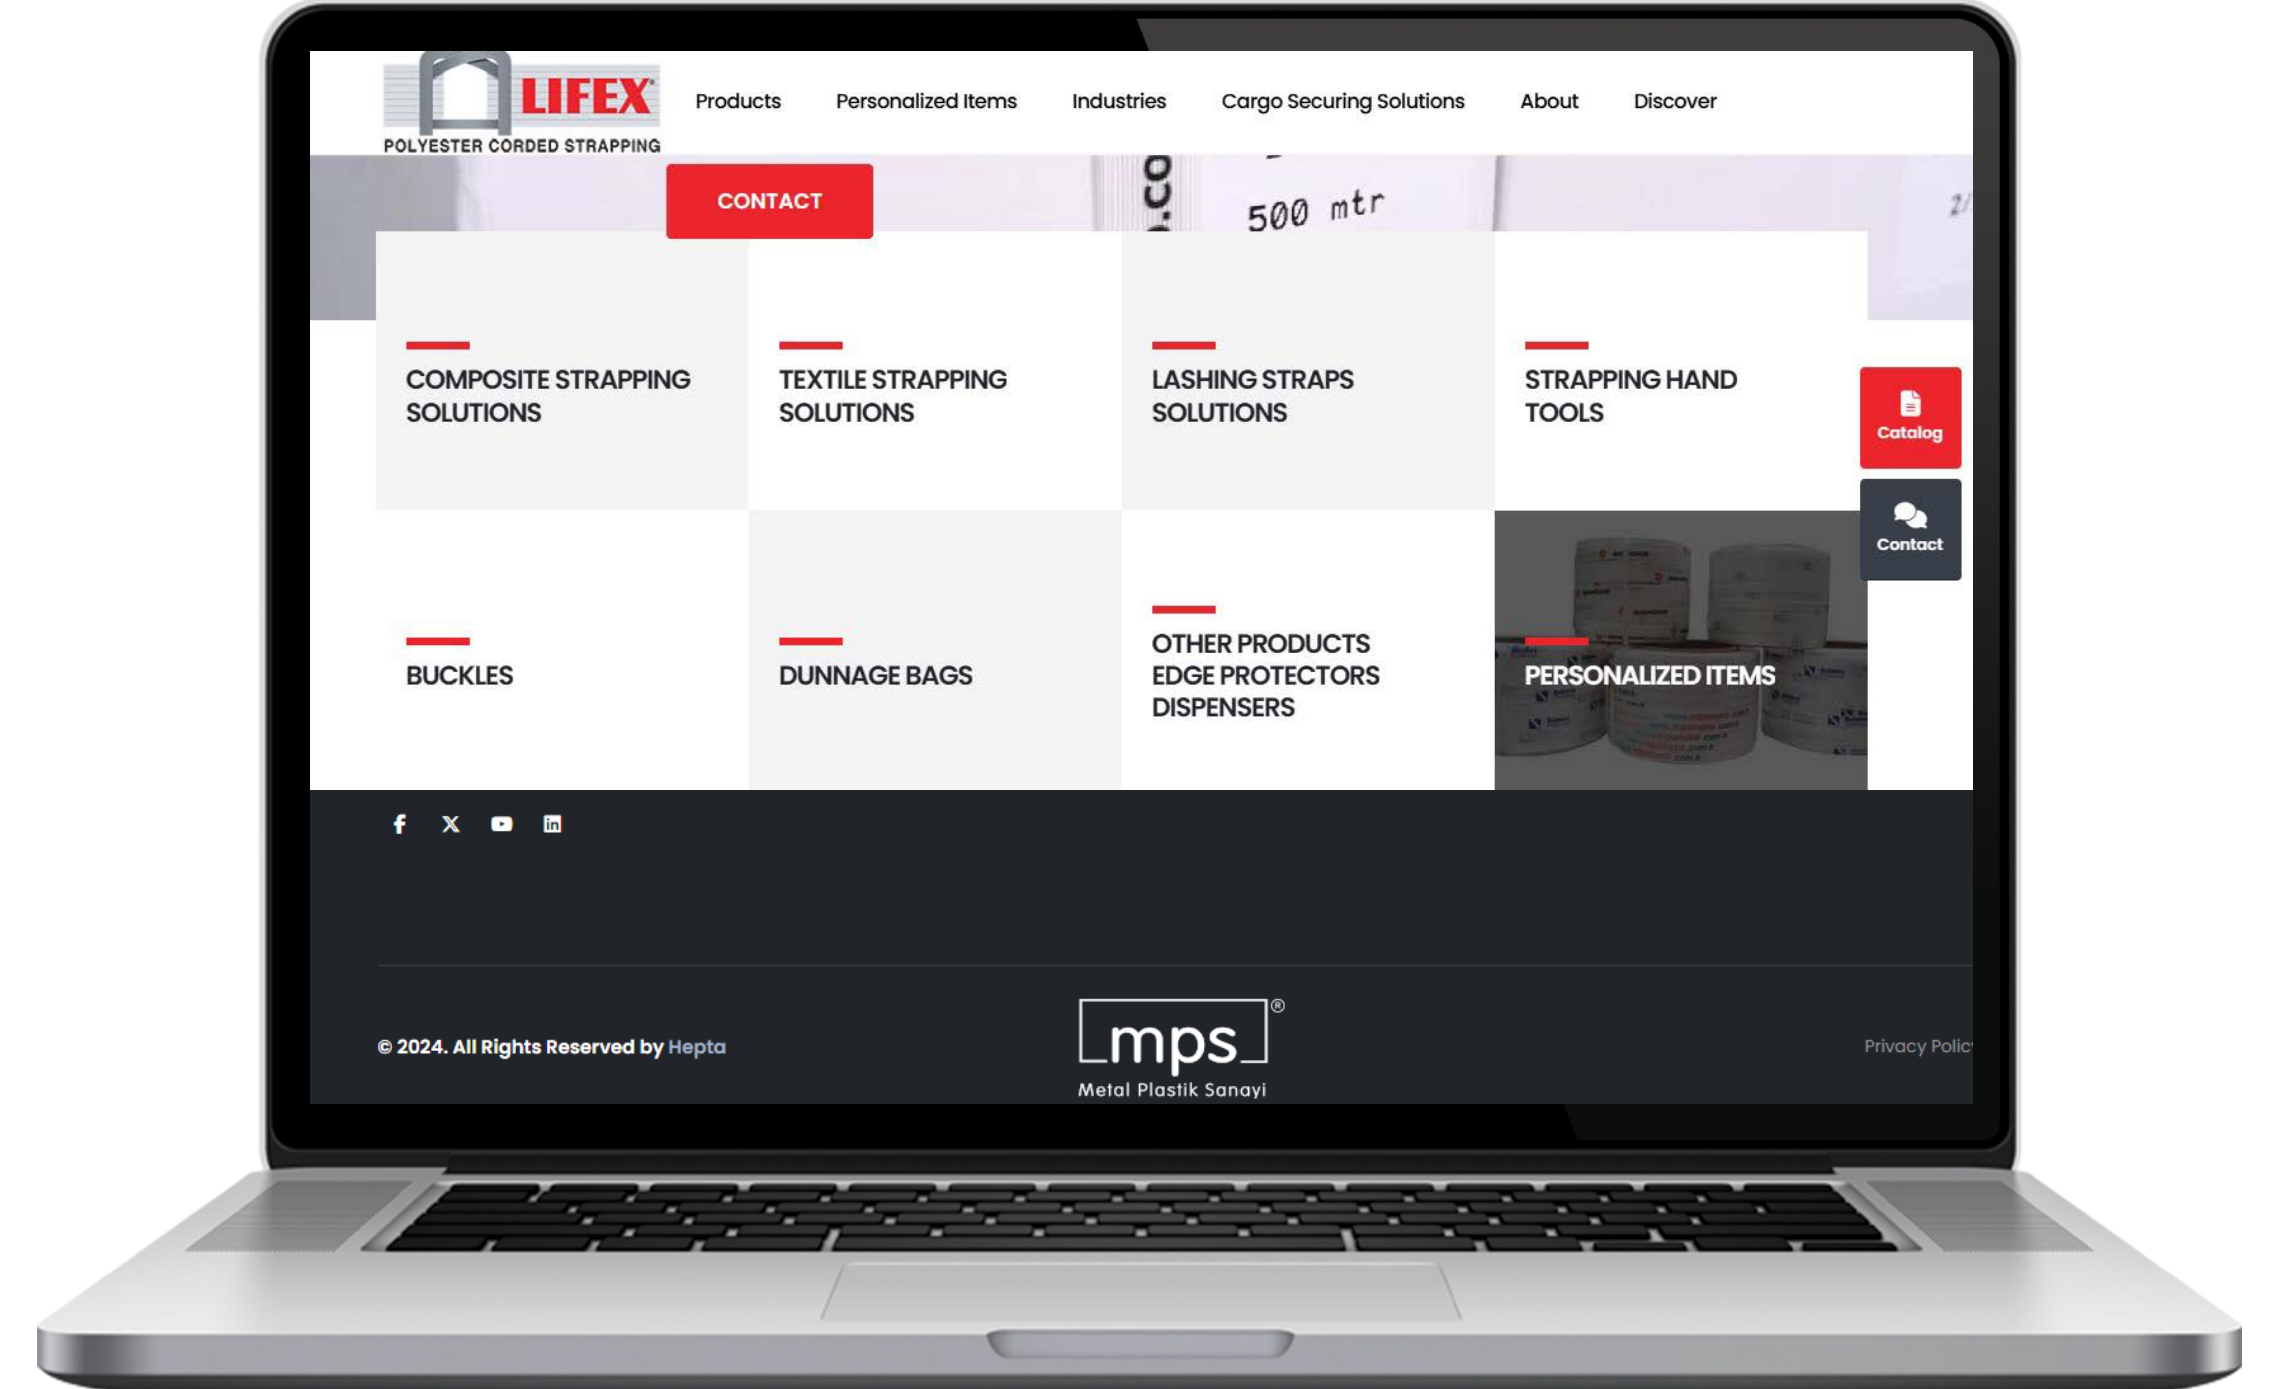 LIFEX®
POLYESTER CORDED STRAPPING
Products Personalized Items Industries Cargo Securing Solutions About Discover
CONTACT
500 mtr
COMPOSITE STRAPPING
SOLUTIONS
TEXTILE STRAPPING
SOLUTIONS
LASHING STRAPS
SOLUTIONS
STRAPPING HAND
TOOLS
Catalog
Contact
BUCKLES
DUNNAGE BAGS
OTHER PRODUCTS
EDGE PROTECTORS
DISPENSERS
PERSONALIZED ITEMS
© 2024. All Rights Reserved by Hepta
mps®
Metal Plastik Sanayi
Privacy